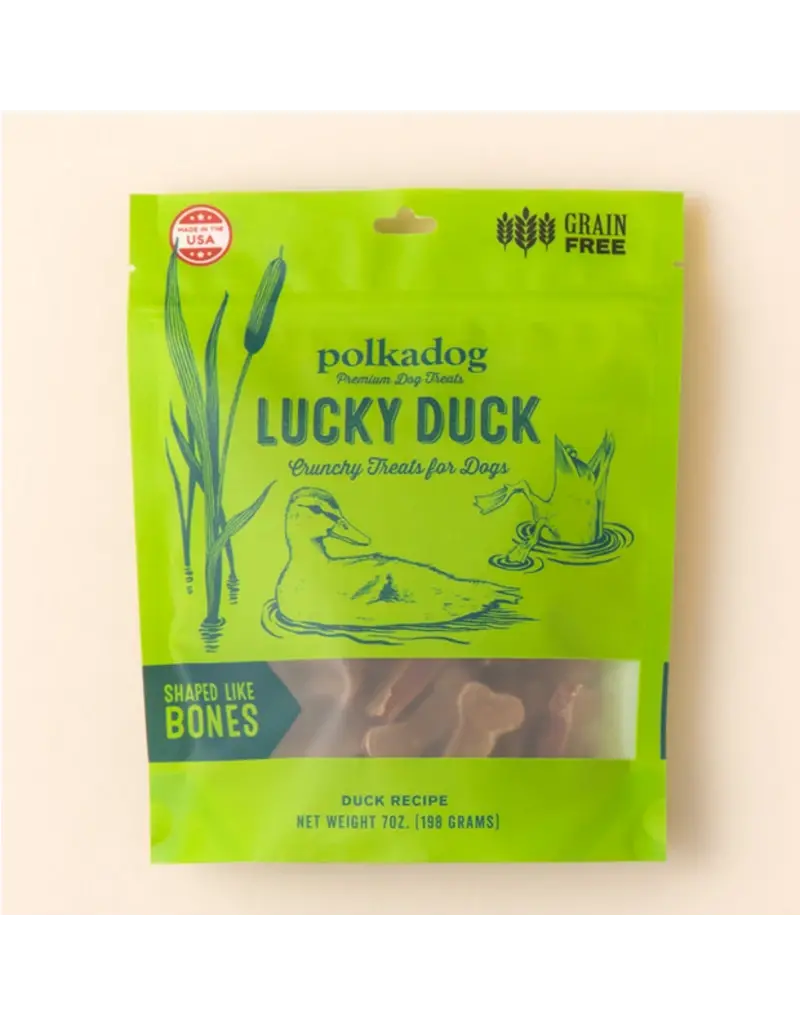 MADE IN THE
USA
GRAIN
FREE
polkadog
Premium Dog Treats
LUCKY DUCK
Crunchy Treats for Dogs
SHAPED LIKE
BONES
DUCK RECIPE
NET WEIGHT 7OZ. (198 GRAMS)